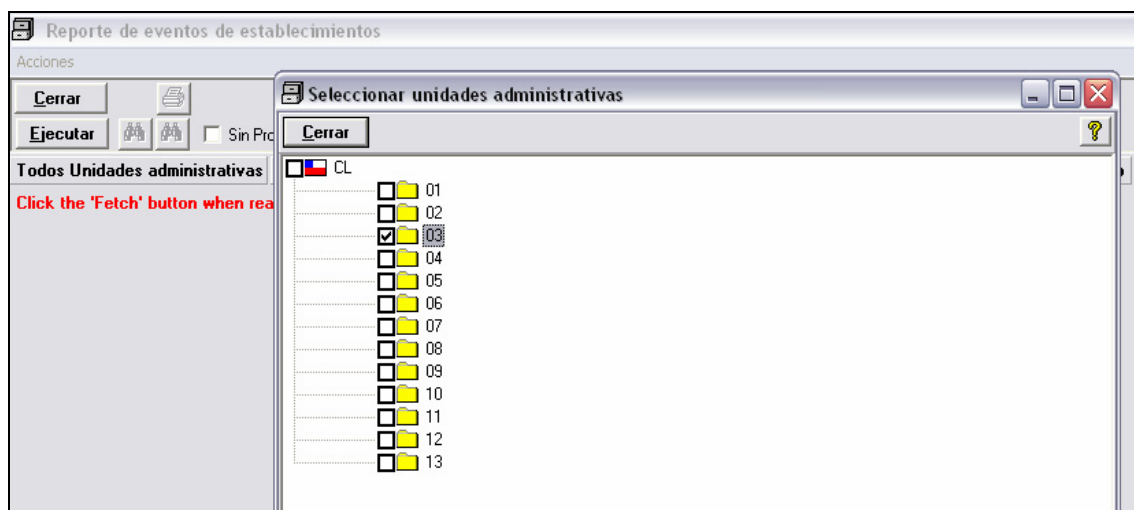 Reporte de eventos de establecimientos
Acciones
Cerrar
Ejecutar
Sin Pro
Todos Unidades administrativas
Click the 'Fetch' button when rea
Seleccionar unidades administrativas
Cerrar
CL
01
02
03
04
05
06
07
08
09
10
11
12
13